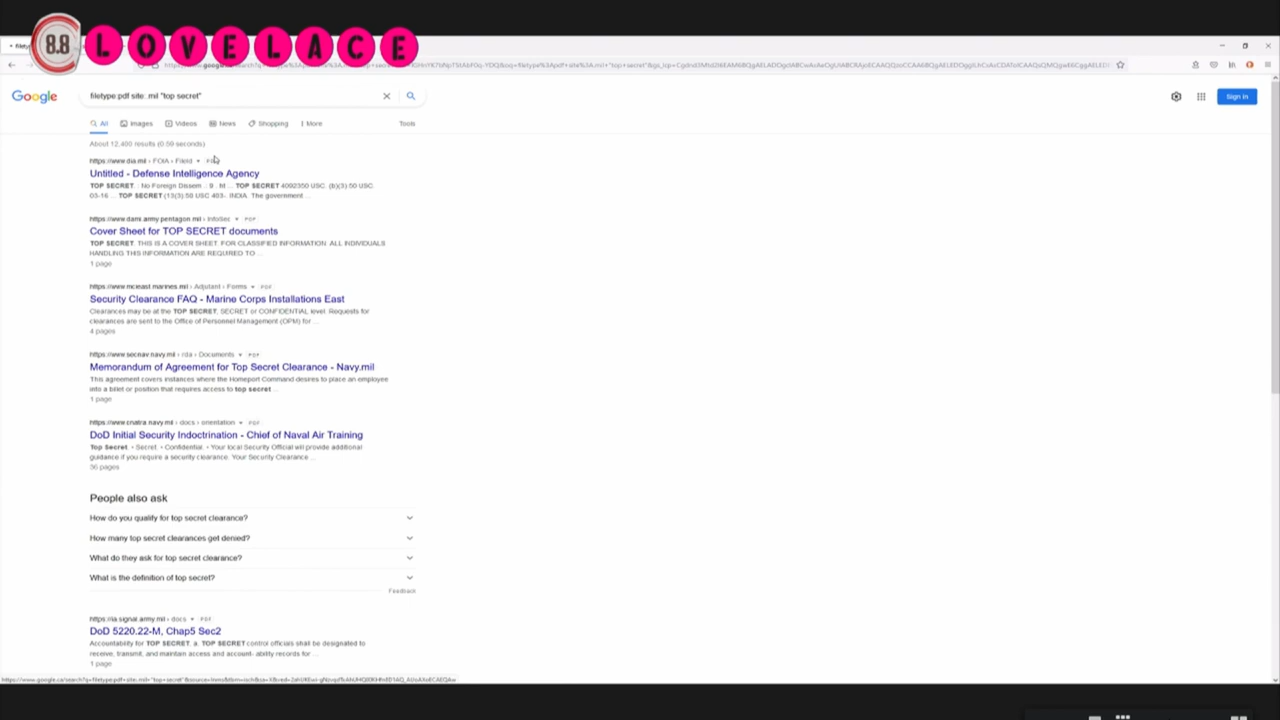 8.8 LOVELACE
Google
filetype:pdf site:.mil "top secret"
Sign in
All Images Videos News Shopping More Tools
About 12,400 results (0.59 seconds)
https://www.dia.mil › FOIA
Untitled - Defense Intelligence Agency
TOP SECRET. : No Foreign Dissem
TOP SECRET
INDIA. The government ...
https://www.dami.army.pentagon.mil › InfoSec PDF
Cover Sheet for TOP SECRET documents
TOP SECRET. THIS IS A COVER SHEET. FOR CLASSIFIED INFORMATION. ALL INDIVIDUALS
HANDLING THIS INFORMATION ARE REQUIRED TO ...
1 page
https://www.mcieast.marines.mil › Adjutant › Forms PDF
Security Clearance FAQ - Marine Corps Installations East
Clearances may be at the TOP SECRET, SECRET or CONFIDENTIAL level. Requests for
clearances are sent to the Office of Personnel Management (OPM) for ...
4 pages
https://www.secnav.navy.mil › rda › Documents PDF
Memorandum of Agreement for Top Secret Clearance - Navy.mil
This agreement covers instances where the Homeport Command desires to place an employee
into a billet or position that requires access to top secret ...
1 page
https://www.cnatra.navy.mil › docs › orientation PDF
DoD Initial Security Indoctrination - Chief of Naval Air Training
Top Secret. • Secret. • Confidential. • Your local Security Official will provide additional
guidance if you require a security clearance. Your Security Clearance ...
People also ask
How do you qualify for top secret clearance?
How many top secret clearances get denied?
What do they ask for top secret clearance?
What is the definition of top secret?
Feedback
https://ia.signal.army.mil › docs PDF
DoD 5220.22-M, Chap5 Sec2
Accountability for TOP SECRET. a. TOP SECRET control officials shall be designated to
receive, transmit, and maintain access and account- ability records for ...
1 page